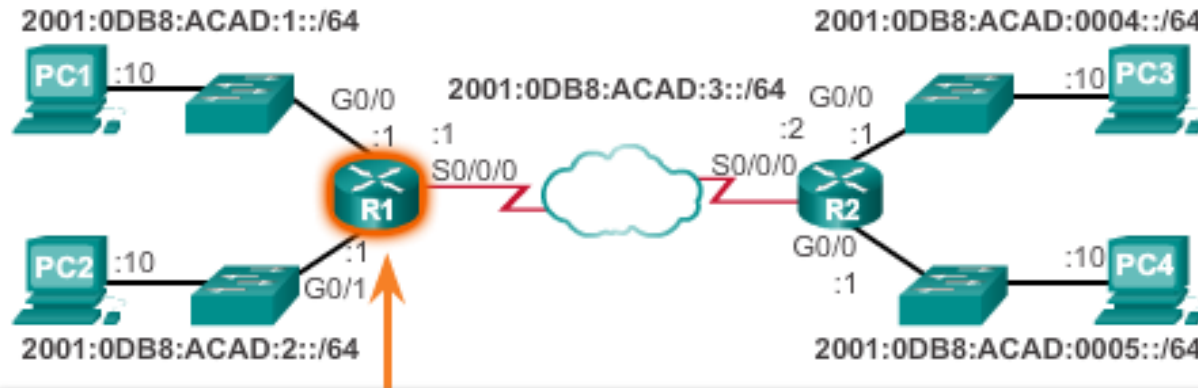 2001:0DB8:ACAD:1::/64
2001:0DB8:ACAD:0004::/64
PC1
:10
2001:0DB8:ACAD:3::/64
G0/0
:10
PC3
G0/0
:1
:1
:2
:1
S0/0/0
S0/0/0
R1
R2
:1
G0/0
PC2
:10
G0/1
:1
:10
PC4
2001:0DB8:ACAD:2::/64
2001:0DB8:ACAD:0005::/64